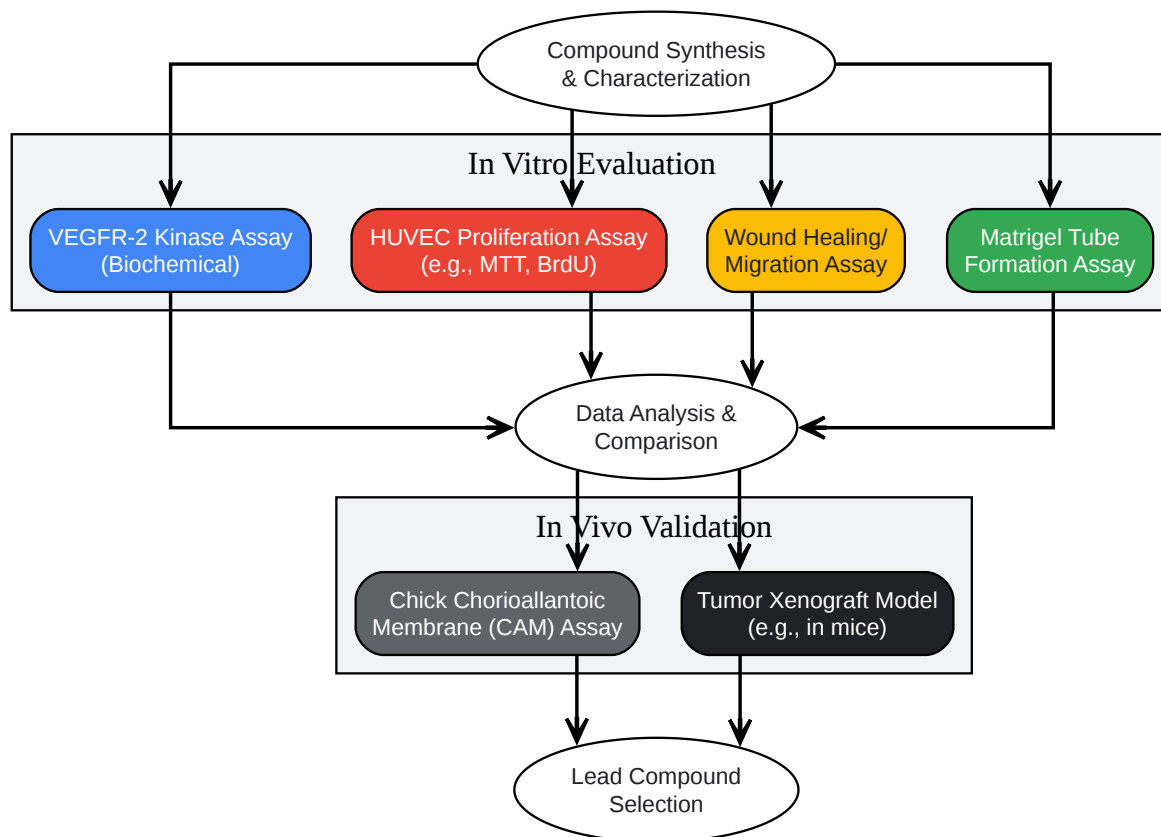 Compound Synthesis
& Characterization
In Vitro Evaluation
VEGFR-2 Kinase Assay
(Biochemical)
HUVEC Proliferation Assay
(e.g., MTT, BrdU)
Wound Healing/
Migration Assay
Matrigel Tube
Formation Assay
Data Analysis &
Comparison
In Vivo Validation
Chick Chorioallantoic
Membrane (CAM) Assay
Tumor Xenograft Model
(e.g., in mice)
Lead Compound
Selection